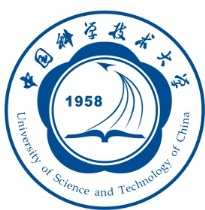 中国科学技术大学
1958
University of Science and Technology of China